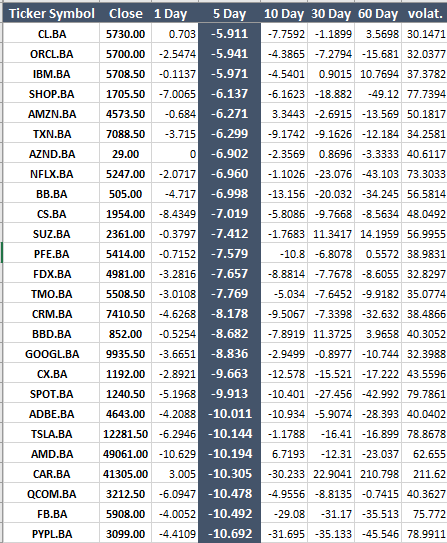 Ticker Symbol Close 1 Day 5 Day 10 Day 30 Day 60 Day volat.
CL.BA 5730.00 0.703 -5.911 -7.7592 -1.1899 3.5698 30.1471
ORCL.BA 5700.00 -2.5474 -5.941 -4.3865 -7.2794 -15.681 32.0377
IBM.BA 5708.50 -0.1137 -5.971 -4.5401 0.9015 10.7694 37.3782
SHOP.BA 1705.50 -7.0065 -6.137 -6.1623 -18.882 -49.12 77.7394
AMZN.BA 4573.50 -0.684 -6.271 3.3443 -2.6915 -13.569 50.1817
TXN.BA 7088.50 -3.715 -6.299 -9.1742 -9.1626 -12.184 34.2581
AZND.BA 29.00 0 -6.902 -2.3569 0.8696 -3.3333 40.6117
NFLX.BA 5247.00 -2.0717 -6.960 -1.1026 -23.076 -43.103 73.3033
BB.BA 505.00 -4.717 -6.998 -13.156 -20.032 -34.245 56.5814
CS.BA 1954.00 -8.4349 -7.019 -5.8086 -9.7668 -8.5634 48.0492
SUZ.BA 2361.00 -0.3797 -7.412 -1.7683 11.3417 14.1959 56.9955
PFE.BA 5414.00 -0.7152 -7.579 -10.8 -6.8078 0.5572 38.9831
FDX.BA 4981.00 -3.2816 -7.657 -8.8814 -7.7678 -8.6055 32.8297
TMO.BA 5508.50 -3.0108 -7.769 -5.034 -7.6452 -9.9182 35.0774
CRM.BA 7410.50 -4.6268 -8.178 -9.5067 -7.3398 -32.632 38.4866
BBD.BA 852.00 -0.5254 -8.682 -7.8919 11.3725 3.9658 40.3052
GOOGL.BA 9935.50 -3.6651 -8.836 -2.9499 -0.8977 -10.744 32.3988
CX.BA 1192.00 -2.8921 -9.663 -12.578 -15.521 -17.222 43.5596
SPOT.BA 1240.50 -5.1968 -9.913 -10.401 -27.456 -42.992 79.7861
ADBE.BA 4643.00 -4.2088 -10.011 -10.934 -5.9074 -28.393 40.0402
TSLA.BA 12281.50 -6.2946 -10.144 -1.1788 -16.41 -16.899 78.8678
AMD.BA 49061.00 -10.629 -10.194 6.7193 -12.31 -23.037 62.655
CAR.BA 41305.00 3.005 -10.305 -30.233 22.9041 210.798 211.62
QCOM.BA 3212.50 -6.0947 -10.478 -4.9556 -8.8135 -0.7415 40.3627
FB.BA 5908.00 -4.0052 -10.492 -29.08 -31.17 -35.513 75.772
PYPL.BA 3099.00 -4.4109 -10.692 -31.695 -35.133 -45.546 78.9911